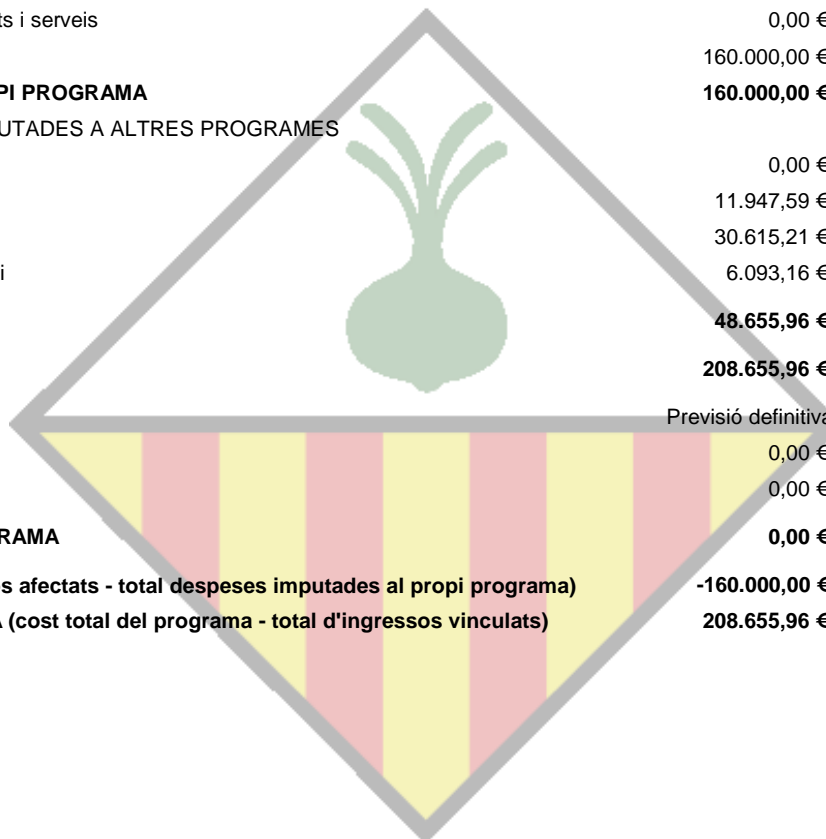 ts i serveis 0,00 €
160.000,00 €
PI PROGRAMA 160.000,00 €
UTADES A ALTRES PROGRAMES
0,00 €
11.947,59 €
30.615,21 €
i 6.093,16 €
48.655,96 €
208.655,96 €
Previsió definitiva
0,00 €
0,00 €
RAMA 0,00 €
s afectats - total despeses imputades al propi programa) -160.000,00 €
A (cost total del programa - total d'ingressos vinculats) 208.655,96 €